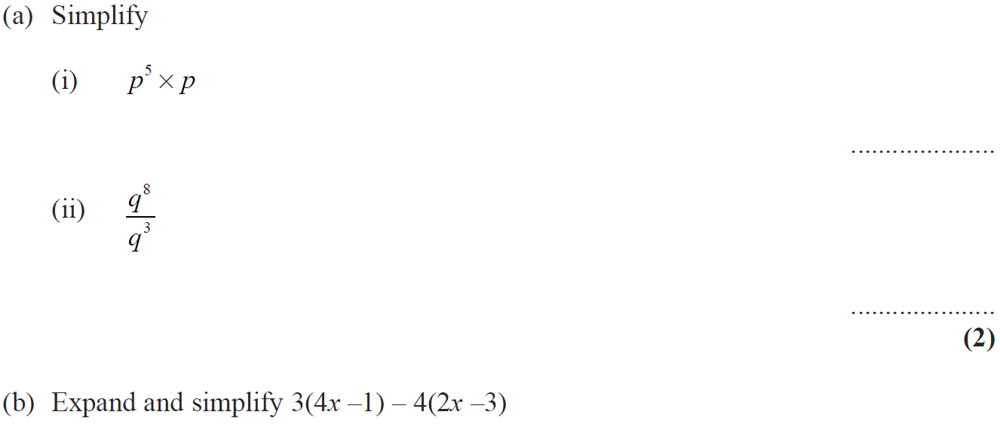 (a) Simplify
(i) p⁵ × p
.....................
(ii) q⁸
q³
.....................
(2)
(b) Expand and simplify 3(4x –1) – 4(2x –3)